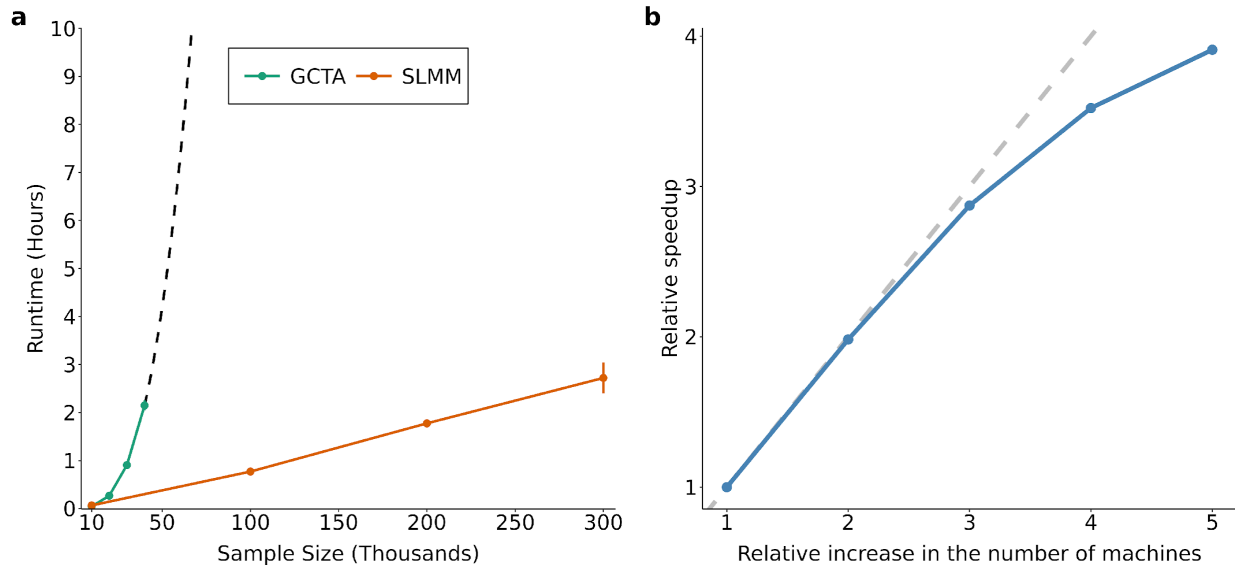 a
10
9
8
7
6
5
4
3
2
1
0
Runtime (Hours)
GCTA SLMM
10 50 100 150 200 250 300
Sample Size (Thousands)
b
4
3
2
1
Relative speedup
1 2 3 4 5
Relative increase in the number of machines